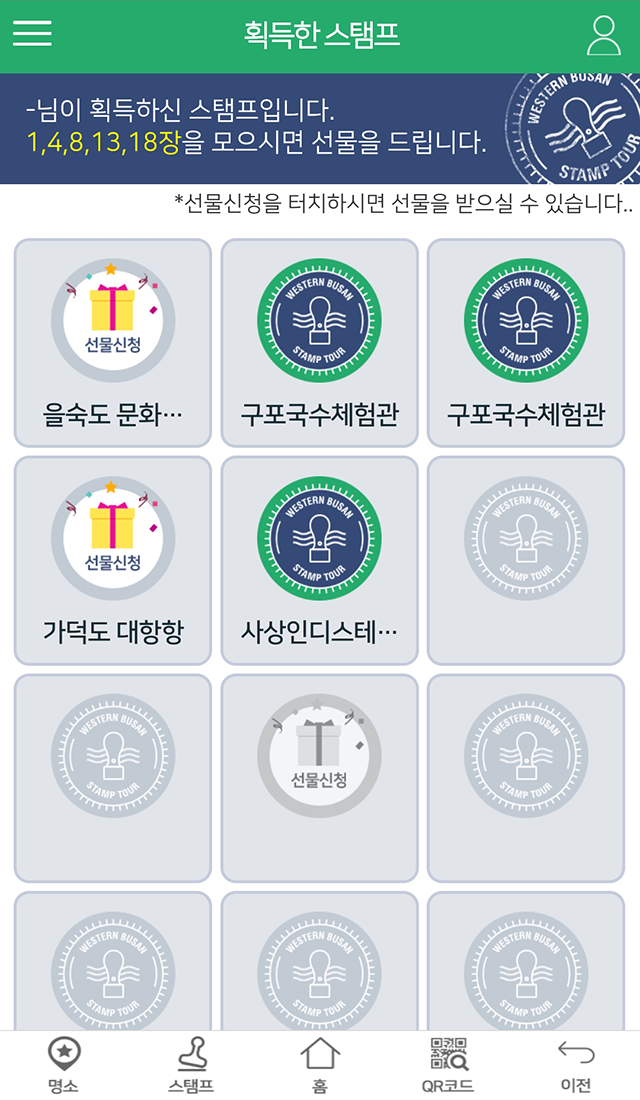 획득한 스탬프
-님이 획득하신 스탬프입니다.
1,4,8,13,18장을 모으시면 선물을 드립니다.
WESTERN BUSAN
STAMP TOUR
*선물신청을 터치하시면 선물을 받으실 수 있습니다..
선물신청
을숙도 문화…
WESTERN BUSAN
STAMP TOUR
구포국수체험관
WESTERN BUSAN
STAMP TOUR
구포국수체험관
선물신청
가덕도 대항항
WESTERN BUSAN
STAMP TOUR
사상인디스테…
WESTERN BUSAN
STAMP TOUR
WESTERN BUSAN
STAMP TOUR
선물신청
WESTERN BUSAN
STAMP TOUR
WESTERN BUSAN
STAMP TOUR
WESTERN BUSAN
STAMP TOUR
WESTERN BUSAN
STAMP TOUR
명소
스탬프
홈
QR코드
이전